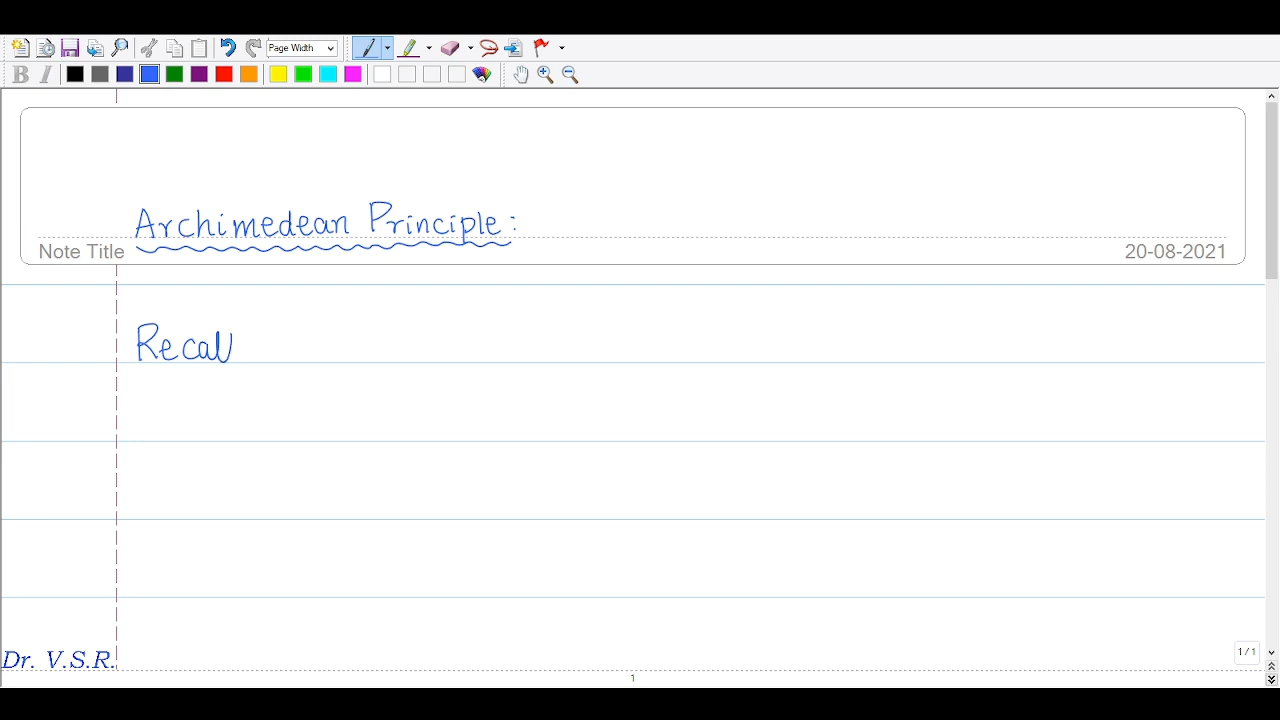 Page Width
B I
Archimedean Principle:
Note Title
20-08-2021
Recall
Dr. V.S.R.
1 / 1
1